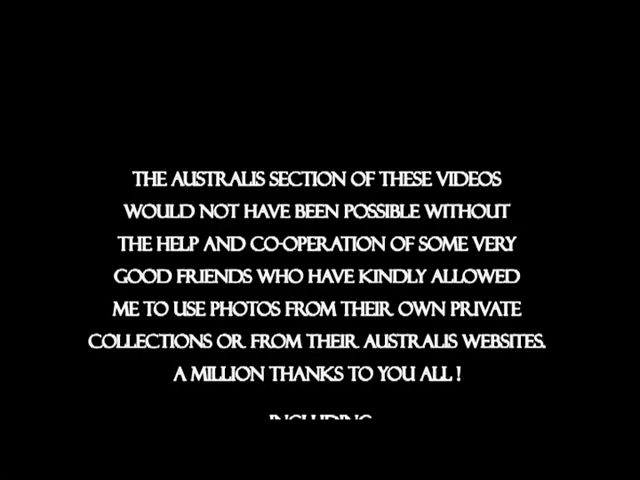 THE AUSTRALIS SECTION OF THESE VIDEOS
WOULD NOT HAVE BEEN POSSIBLE WITHOUT
THE HELP AND CO-OPERATION OF SOME VERY
GOOD FRIENDS WHO HAVE KINDLY ALLOWED
ME TO USE PHOTOS FROM THEIR OWN PRIVATE
COLLECTIONS OR FROM THEIR AUSTRALIS WEBSITES.
A MILLION THANKS TO YOU ALL !
INCLUDING